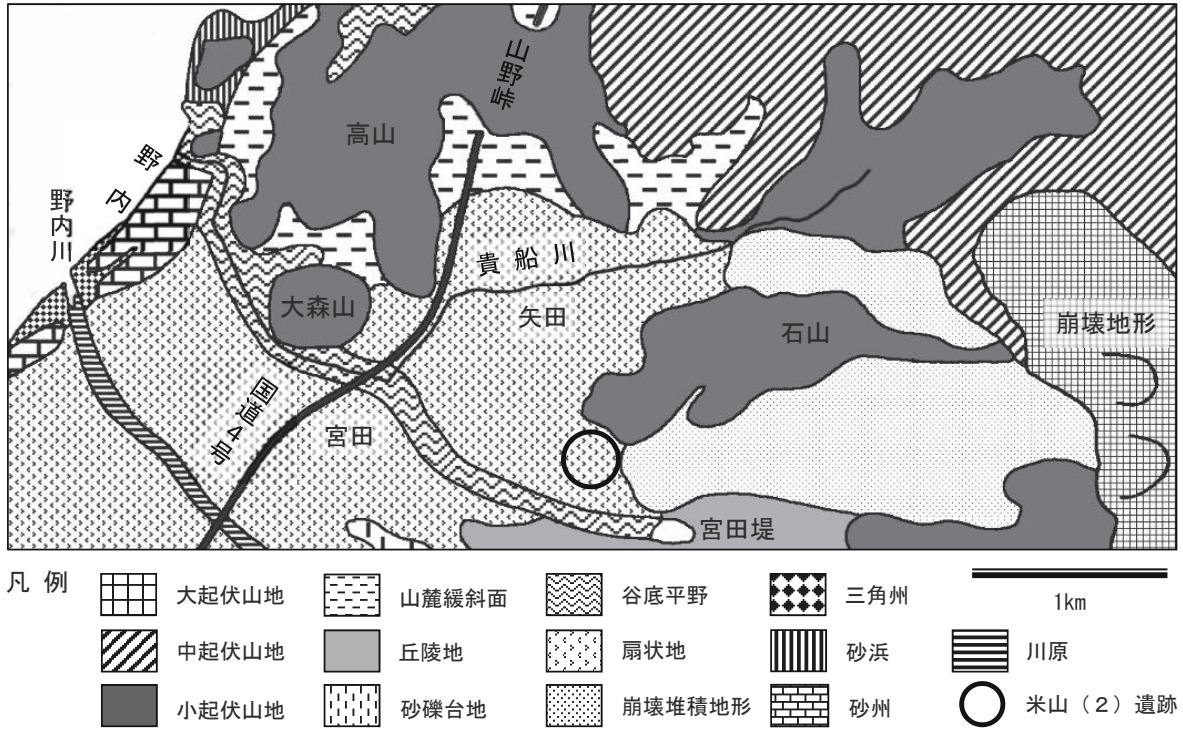 山野峠
高山
野内
野内川
貴船川
大森山
矢田
石山
崩壊地形
国道4号
宮田
宮田堤
凡例
大起伏山地
山麓緩斜面
谷底平野
三角州
1km
中起伏山地
丘陵地
扇状地
砂浜
川原
小起伏山地
砂礫台地
崩壊堆積地形
砂州
米山(2)遺跡